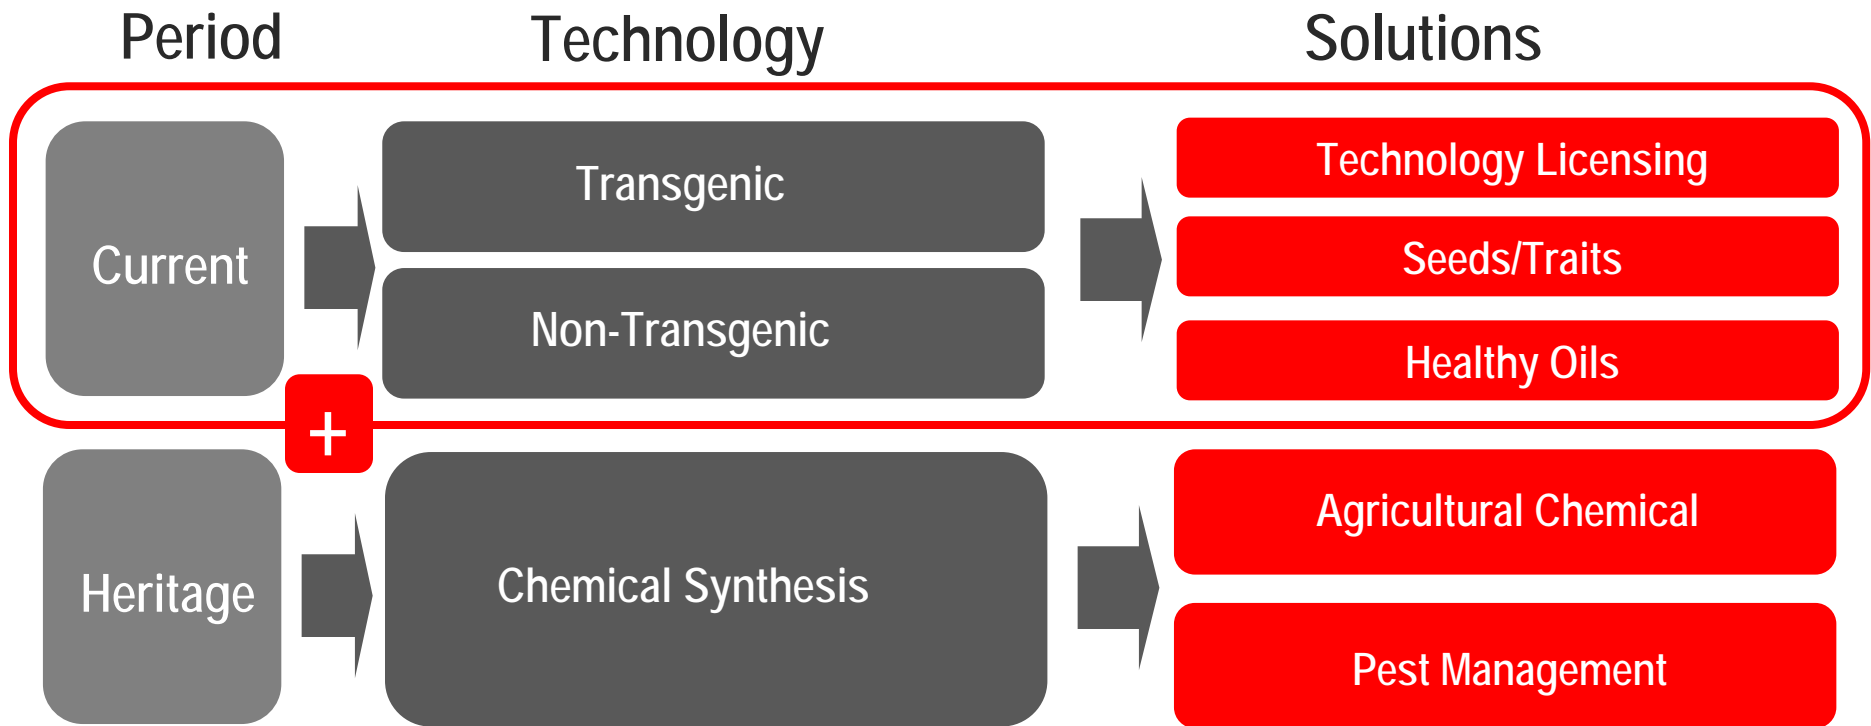 Period Technology Solutions
Current
Transgenic
Non-Transgenic
Technology Licensing
Seeds/Traits
Healthy Oils
+
Heritage
Chemical Synthesis
Agricultural Chemical
Pest Management